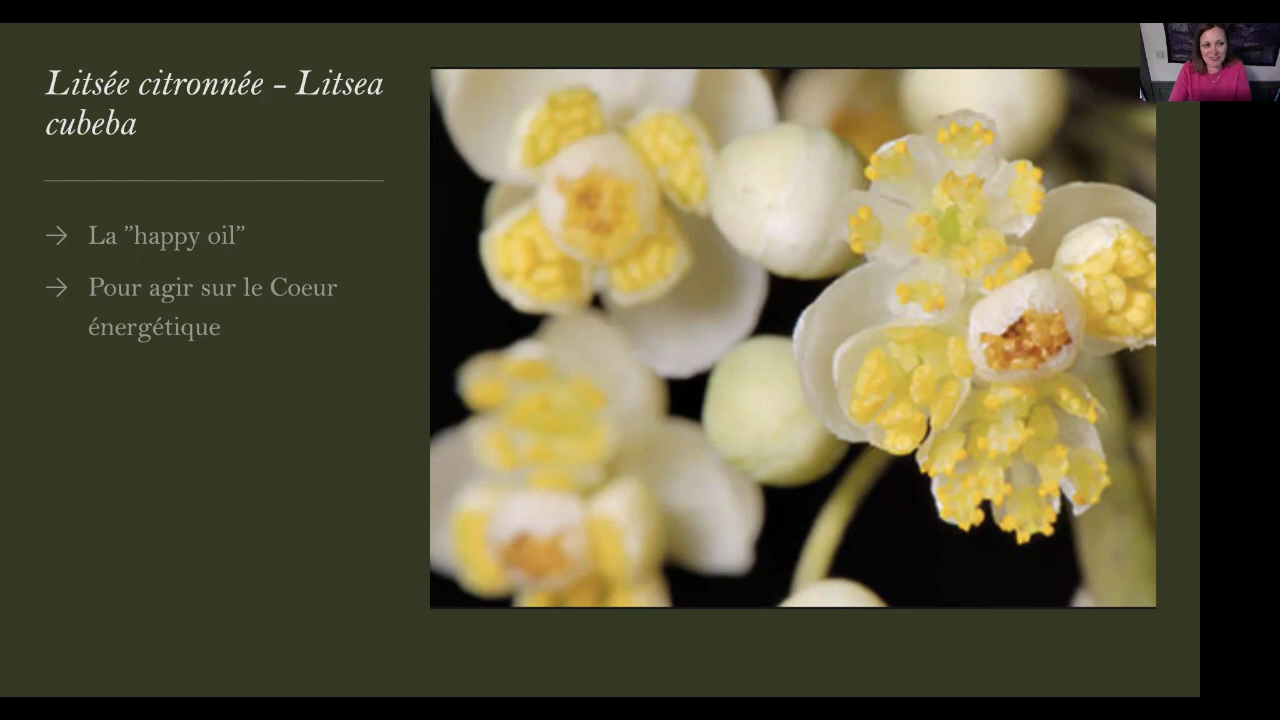 Litsée citronnée – Litsea
cubeba
→ La ”happy oil”
→ Pour agir sur le Coeur
énergétique